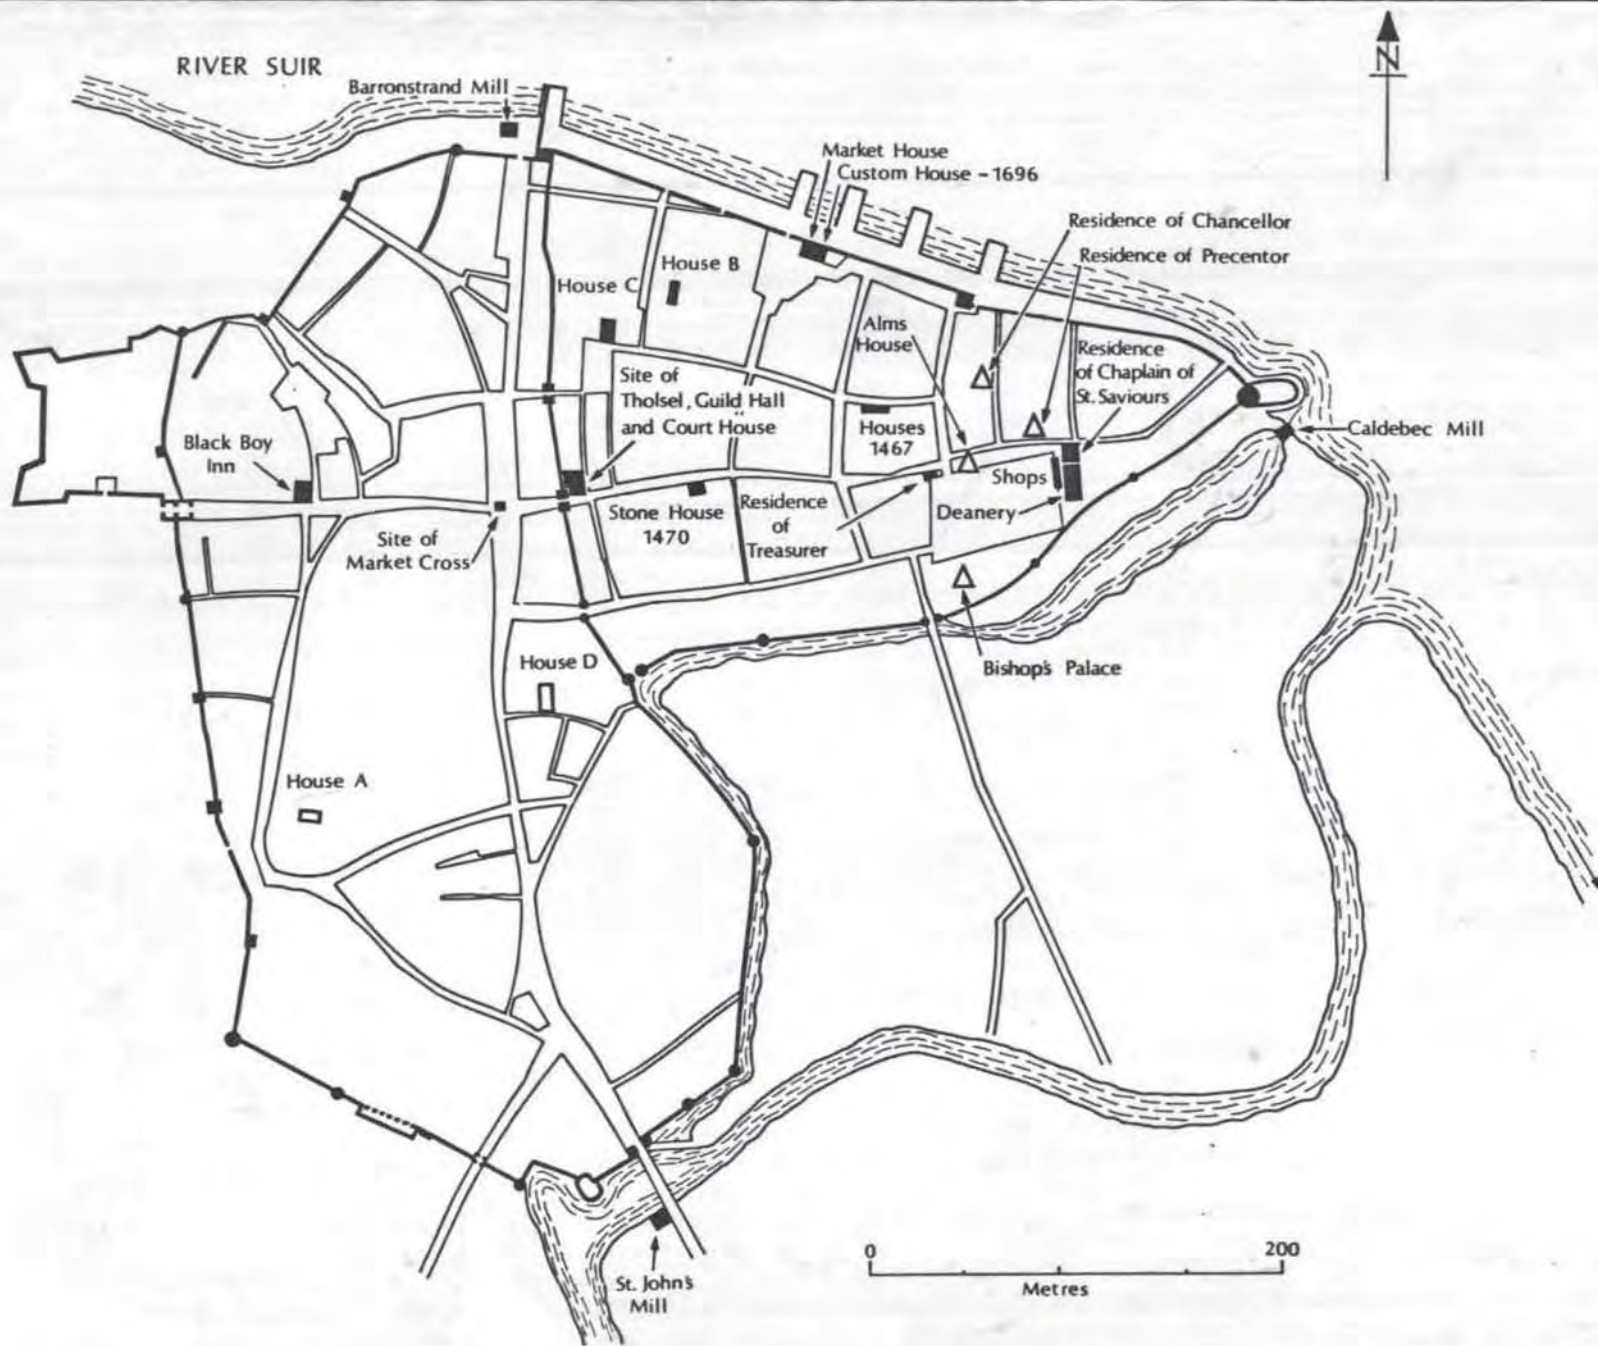 RIVER SUIR
Barronstrand Mill
N
Market House
Custom House - 1696
Residence of Chancellor
Residence of Precentor
House B
House C
Alms
House
Residence
of Chaplain of
St. Saviours
Site of
Tholsel, Guild Hall
and Court House
Houses
1467
Caldebec Mill
Black Boy
Inn
Shops
Deanery
Stone House
1470
Residence
of
Treasurer
Site of
Market Cross
House D
Bishop's Palace
House A
St. John's
Mill
0
200
Metres